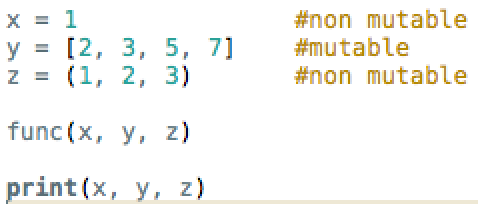 x = 1 #non mutable
y = [2, 3, 5, 7] #mutable
z = (1, 2, 3) #non mutable
func(x, y, z)
print(x, y, z)